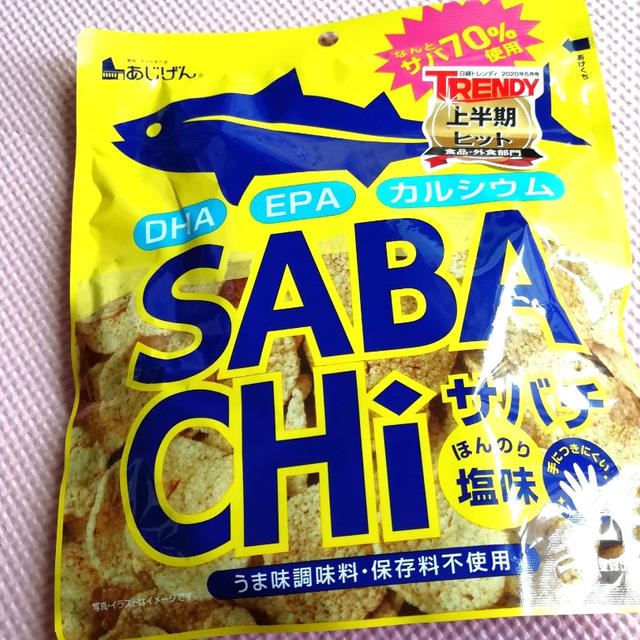 あじげん®
なんと
サバ70%
使用
日経トレンディ 2020年6月号
TRENDY
上半期
ヒット
食品・外食部門
あけくち
DHA
EPA
カルシウム
SABA
CHi
サバチ
ほんのり
塩味
手につきにくい
うま味調味料・保存料不使用
写真・イラストはイメージです